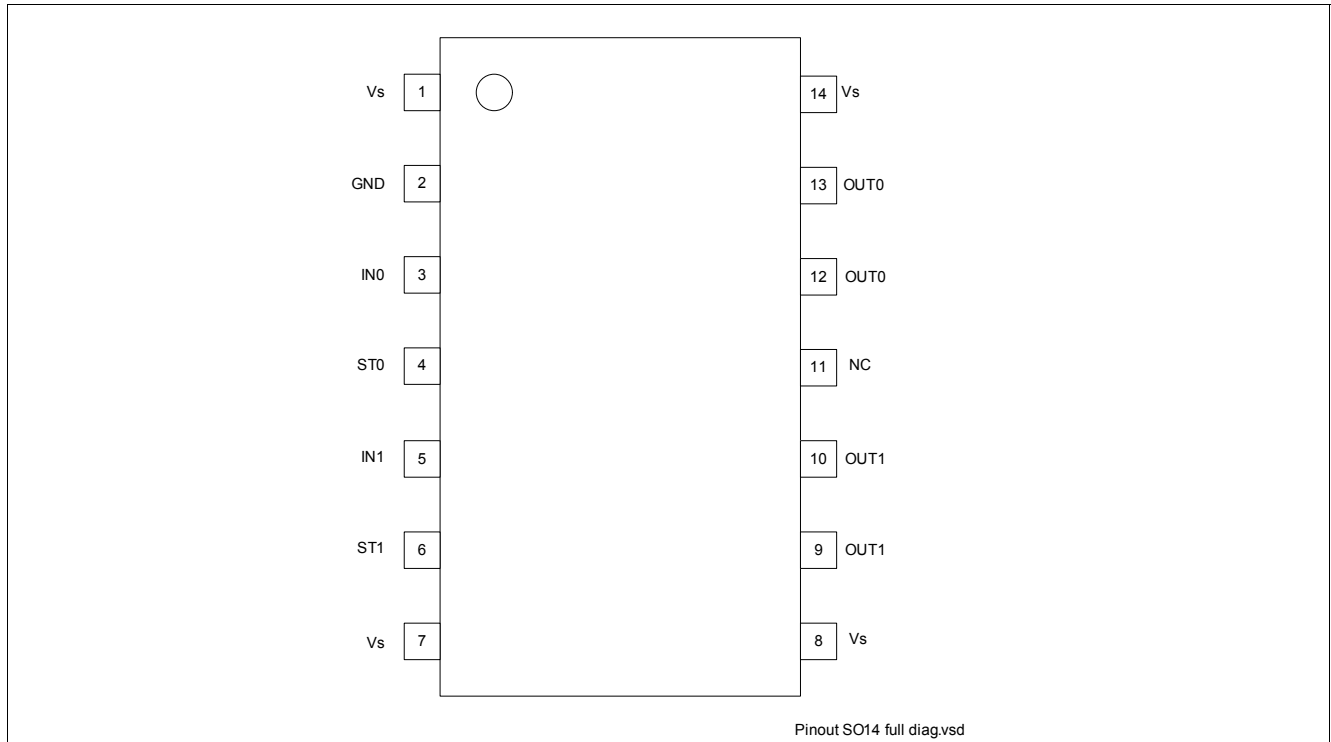 Vs 1 14 Vs
GND 2 13 OUT0
IN0 3 12 OUT0
ST0 4 11 NC
IN1 5 10 OUT1
ST1 6 9 OUT1
Vs 7 8 Vs
Pinout SO14 full diag.vsd